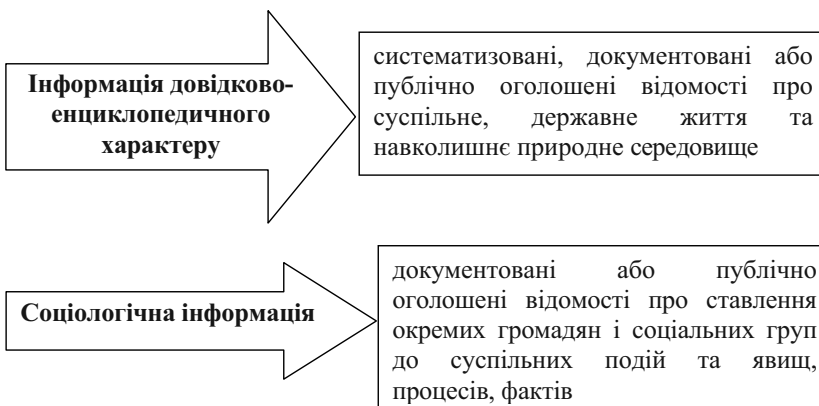 Інформація довідково-
енциклопедичного
характеру
систематизовані, документовані або
публічно оголошені відомості про
суспільне, державне життя та
навколишнє природне середовище
Соціологічна інформація
документовані або публічно
оголошені відомості про ставлення
окремих громадян і соціальних груп
до суспільних подій та явищ,
процесів, фактів